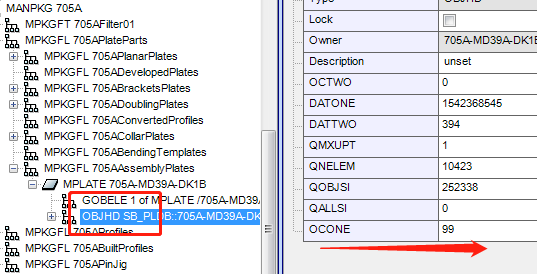 MANPKG 705A
MPKGFT 705AFilter01
MPKGFL 705APlateParts
MPKGFL 705APlanarPlates
MPKGFL 705ADevelopedPlates
MPKGFL 705ABracketsPlates
MPKGFL 705ADoublingPlates
MPKGFL 705AConvertedProfiles
MPKGFL 705ACollarPlates
MPKGFL 705ABendingTemplates
MPKGFL 705AAssemblyPlates
MPLATE 705A-MD39A-DK1B
GOBELE 1 of MPLATE /705A-MD39A
OBJHD SB_PLDB::705A-MD39A-DK
MPKGFL 705AProfiles
MPKGFL 705ABuiltProfiles
MPKGFL 705APinJig
Type OBJHD
Lock
Owner 705A-MD39A-DK1B
Description unset
OCTWO 0
DATONE 1542368545
DATTWO 394
QMXUPT 1
QNELEM 10423
QOBJSI 252338
QALLSI 0
OCONE 99